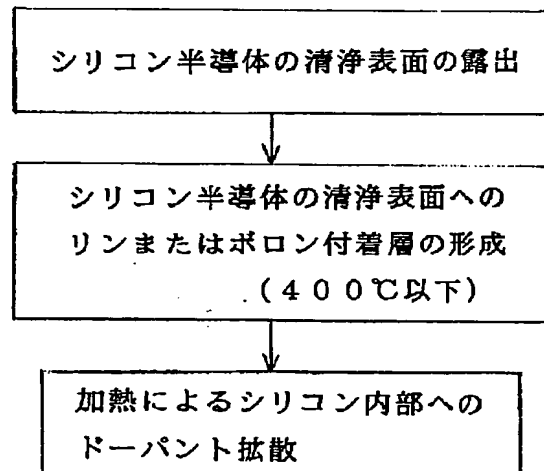 シリコン半導体の清浄表面の露出
シリコン半導体の清浄表面への
リンまたはボロン付着層の形成
(400℃以下)
加熱によるシリコン内部への
ドーパント拡散